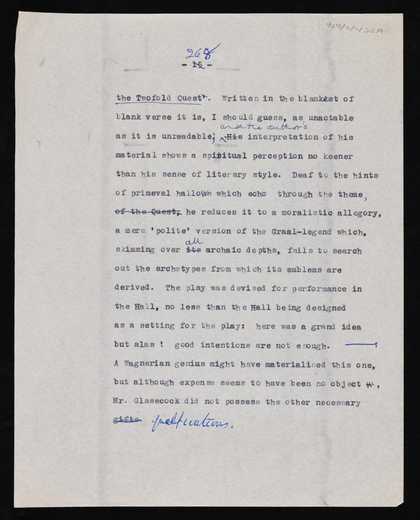 268
- 15 -
the Twofold Quest". Written in the blankest of
blank verse it is, I should guess, as unactable
and the author's
as it is unreadable; His interpretation of his
material shows a spiritual perception no keener
than his sense of literary style. Deaf to the hints
of primeval hallows which echo through the theme,
of the Quest, he reduces it to a moralistic allegory,
a mere 'polite' version of the Graal-legend which,
all
skimming over its archaic depths, fails to search
out the archetypes from which its emblems are
derived. The play was devised for performance in
the Hall, no less than the Hall being designed
as a setting for the play: here was a grand idea
but alas ! good intentions are not enough.
A Wagnerian genius might have materialised this one,
but although expense seems to have been no object,
Mr. Glasscock did not possess the other necessary
gifts qualifications.